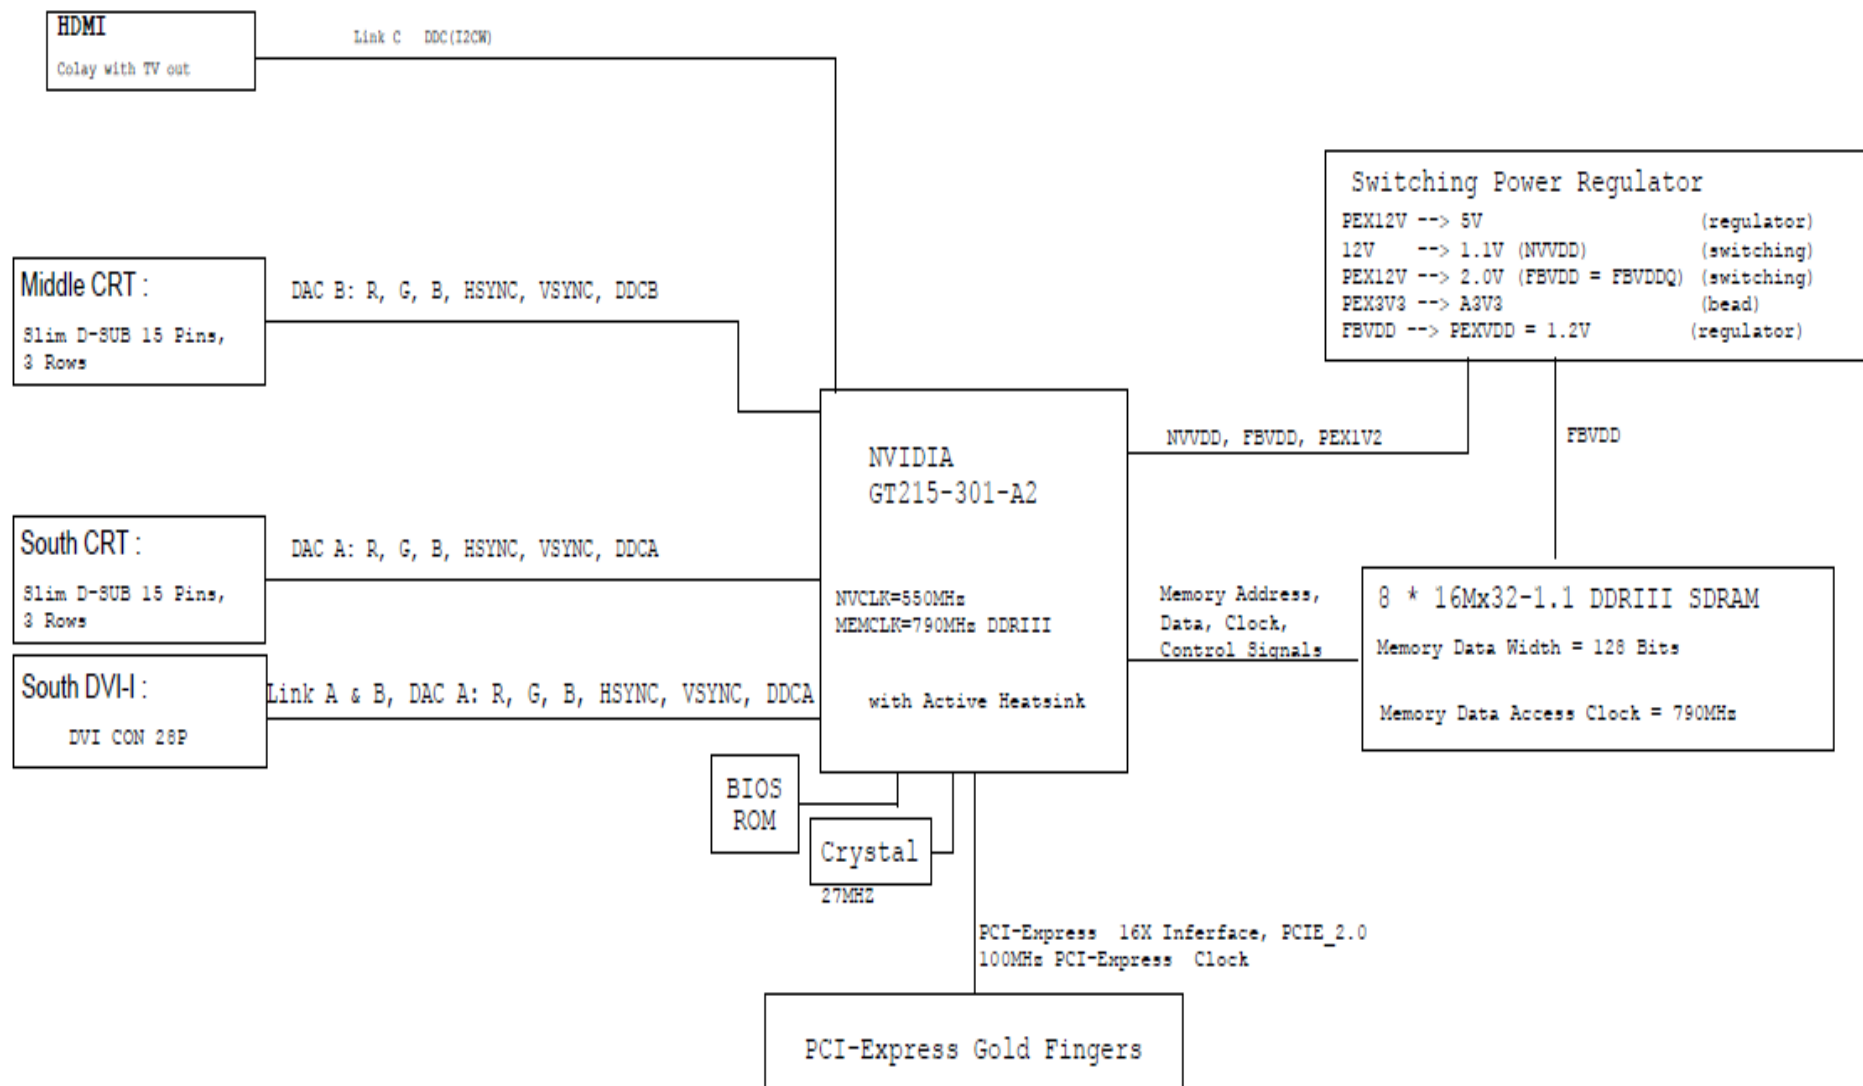 HDMI
Colay with TV out
Link C DDC(I2CW)
Switching Power Regulator
PEX12V --> 5V (regulator)
12V --> 1.1V (NVVDD) (switching)
PEX12V --> 2.0V (FBVDD = FBVDDQ) (switching)
PEX3V3 --> A3V3 (bead)
FBVDD --> PEXVDD = 1.2V (regulator)
Middle CRT :
Slim D-SUB 15 Pins,
3 Rows
DAC B: R, G, B, HSYNC, VSYNC, DDCB
NVVDD, FBVDD, PEX1V2
FBVDD
NVIDIA
GT215-301-A2
NVCLK=550MHz
MEMCLK=790MHz DDRIII
with Active Heatsink
South CRT :
Slim D-SUB 15 Pins,
3 Rows
DAC A: R, G, B, HSYNC, VSYNC, DDCA
Memory Address,
Data, Clock,
Control Signals
8 * 16Mx32-1.1 DDRIII SDRAM
Memory Data Width = 128 Bits
Memory Data Access Clock = 790MHz
South DVI-I :
DVI CON 28P
Link A & B, DAC A: R, G, B, HSYNC, VSYNC, DDCA
BIOS
ROM
Crystal
27MHZ
PCI-Express 16X Inferface, PCIE_2.0
100MHz PCI-Express Clock
PCI-Express Gold Fingers